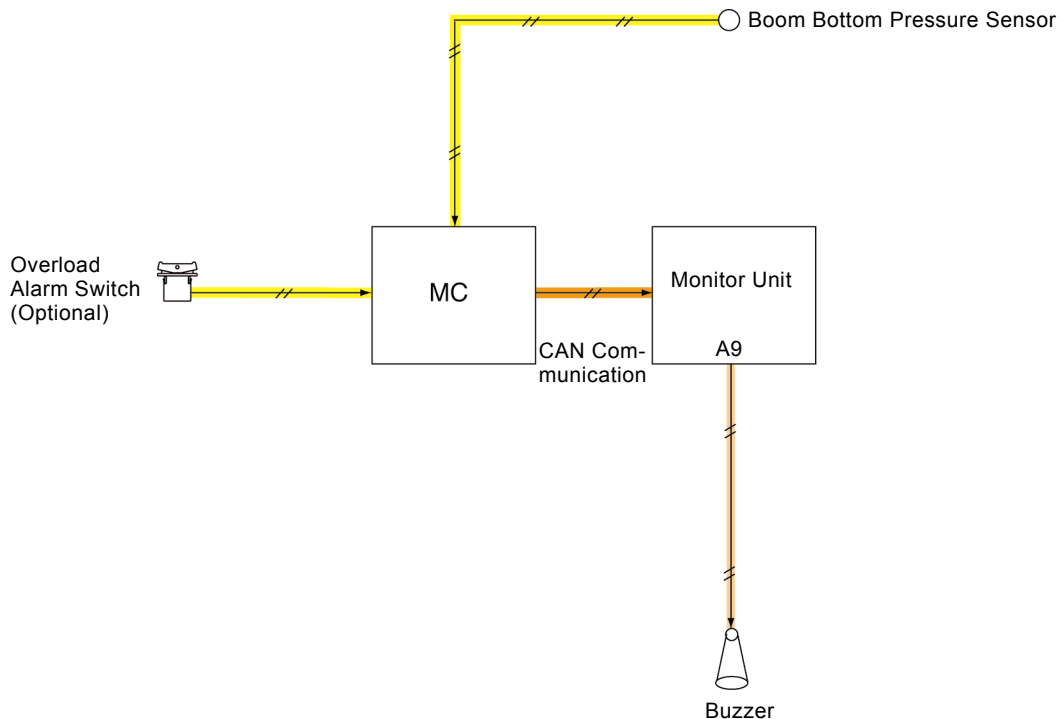 Boom Bottom Pressure Sensor
Overload
Alarm Switch
(Optional)
MC
Monitor Unit
A9
CAN Com-
munication
Buzzer